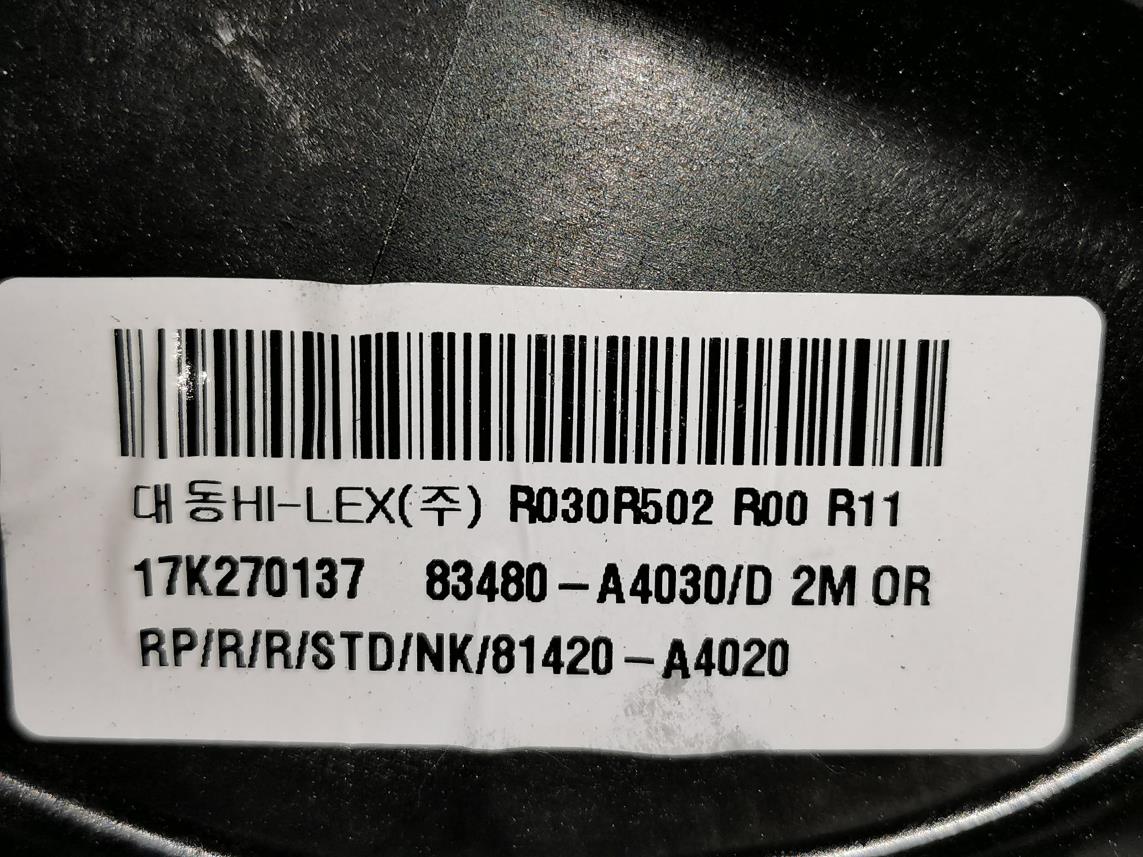 대동HI-LEX(주) R030R502 R00 R11
17K270137 83480-A4030/D 2M OR
RP/R/R/STD/NK/81420-A4020